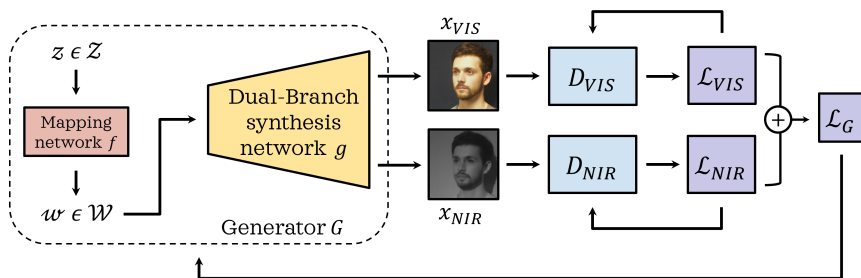 z ϵ Z
Mapping
network f
w ϵ W
Dual-Branch
synthesis
network g
Generator G
x_VIS
x_NIR
D_VIS
L_VIS
D_NIR
L_NIR
+
L_G